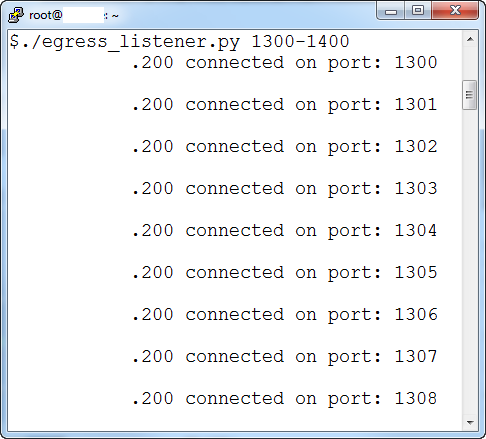 root@ : ~
$./egress_listener.py 1300-1400
.200 connected on port: 1300
.200 connected on port: 1301
.200 connected on port: 1302
.200 connected on port: 1303
.200 connected on port: 1304
.200 connected on port: 1305
.200 connected on port: 1306
.200 connected on port: 1307
.200 connected on port: 1308